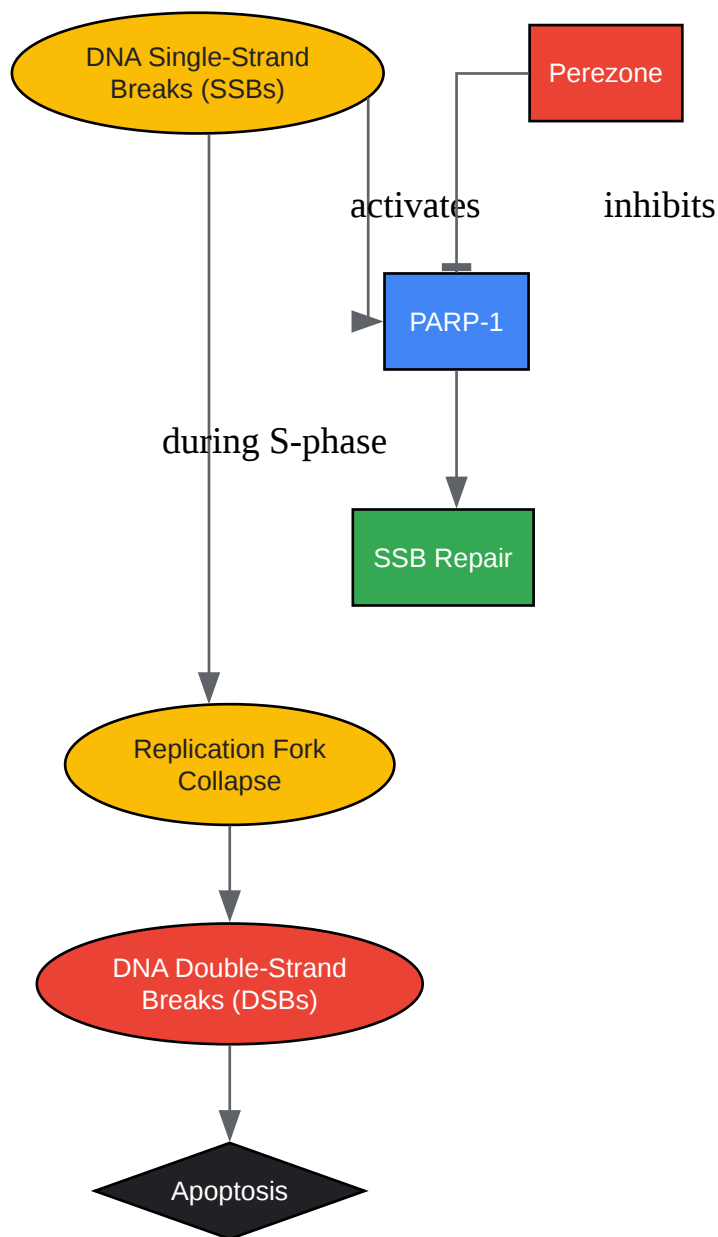 DNA Single-Strand
Breaks (SSBs)
Perezone
activates
inhibits
PARP-1
during S-phase
SSB Repair
Replication Fork
Collapse
DNA Double-Strand
Breaks (DSBs)
Apoptosis